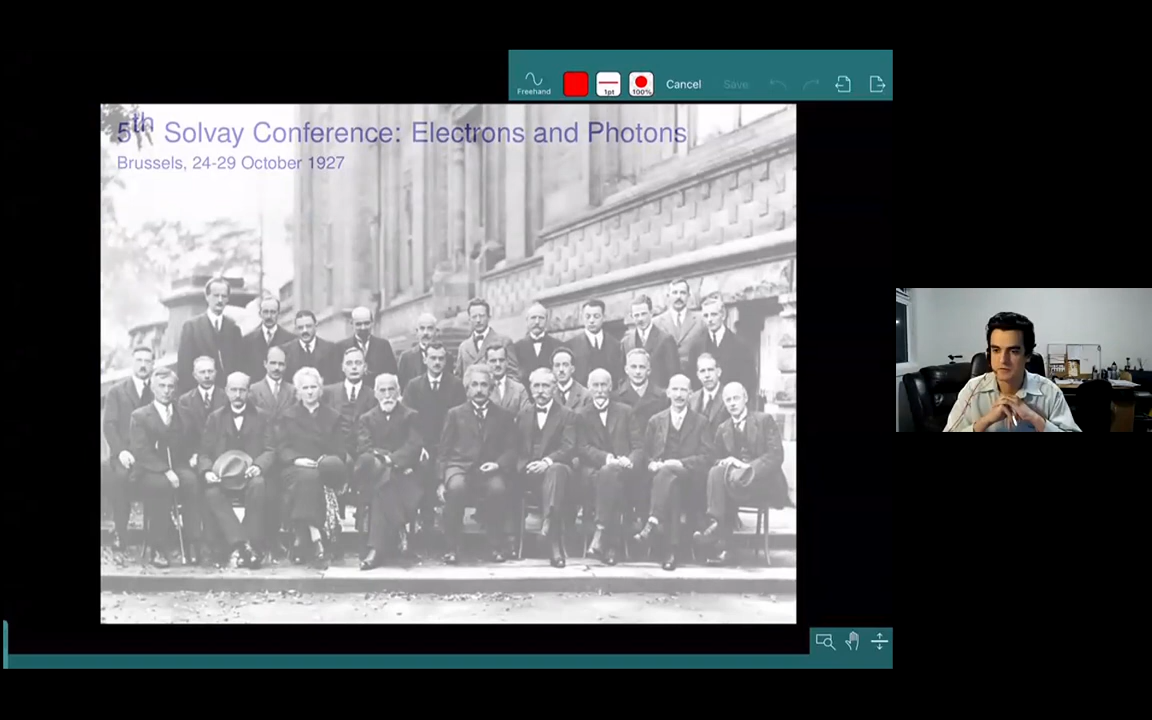 Freehand
1pt
100%
Cancel
Save
5th Solvay Conference: Electrons and Photons
Brussels, 24-29 October 1927